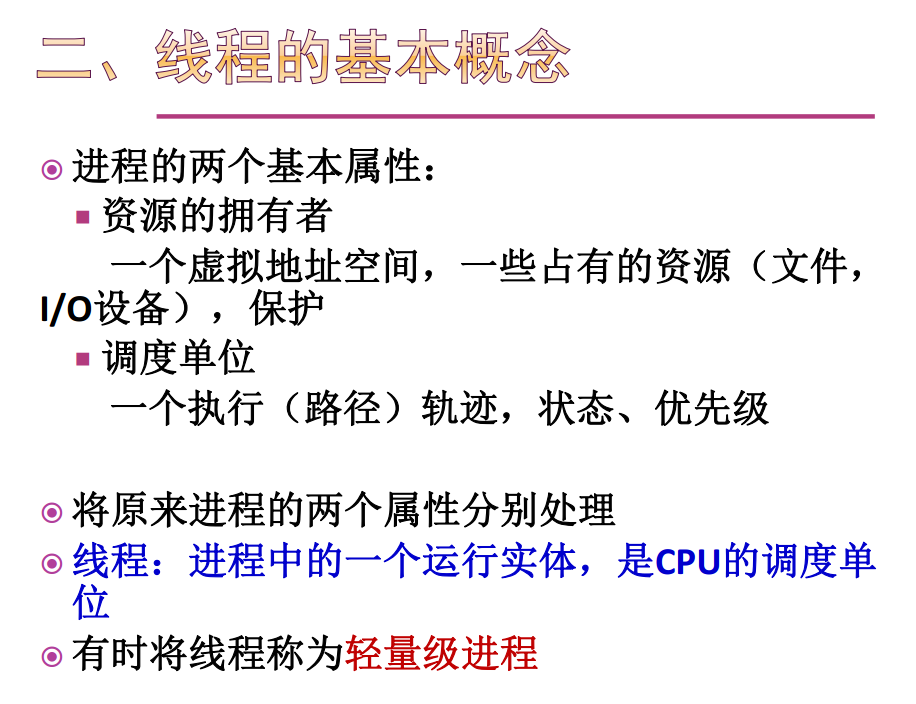 二、线程的基本概念
进程的两个基本属性：
资源的拥有者
一个虚拟地址空间，一些占有的资源（文件，
I/O设备），保护
调度单位
一个执行（路径）轨迹，状态、优先级
将原来进程的两个属性分别处理
线程：进程中的一个运行实体，是CPU的调度单
位
有时将线程称为轻量级进程